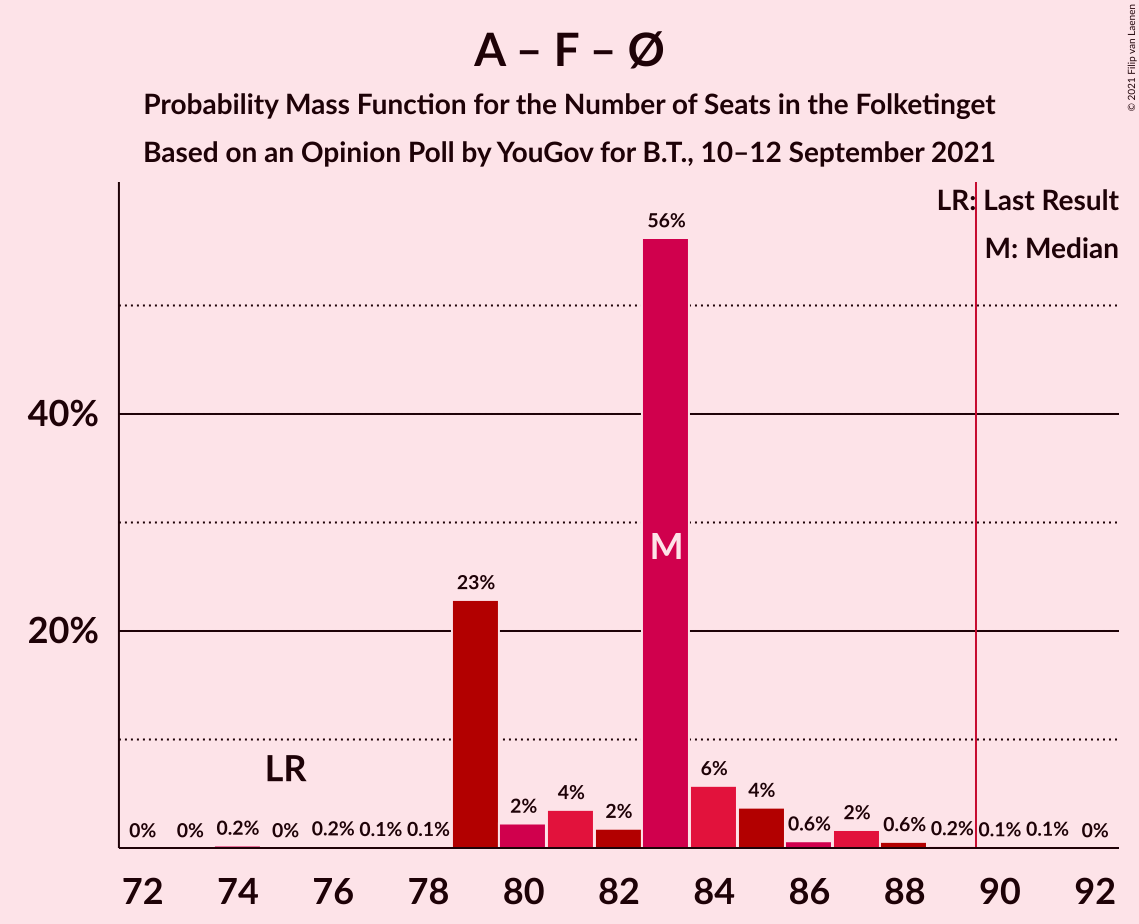 A – F – Ø
Probability Mass Function for the Number of Seats in the Folketinget
Based on an Opinion Poll by YouGov for B.T., 10–12 September 2021
© 2021 Filip van Laenen
LR: Last Result
M: Median
56%
40%
M
23%
20%
LR
6%
4%
4%
2%
2%
2%
0% 0% 0.2% 0% 0.2% 0.1% 0.1% 0.6% 0.6% 0.2% 0.1% 0.1% 0%
72 74 76 78 80 82 84 86 88 90 92